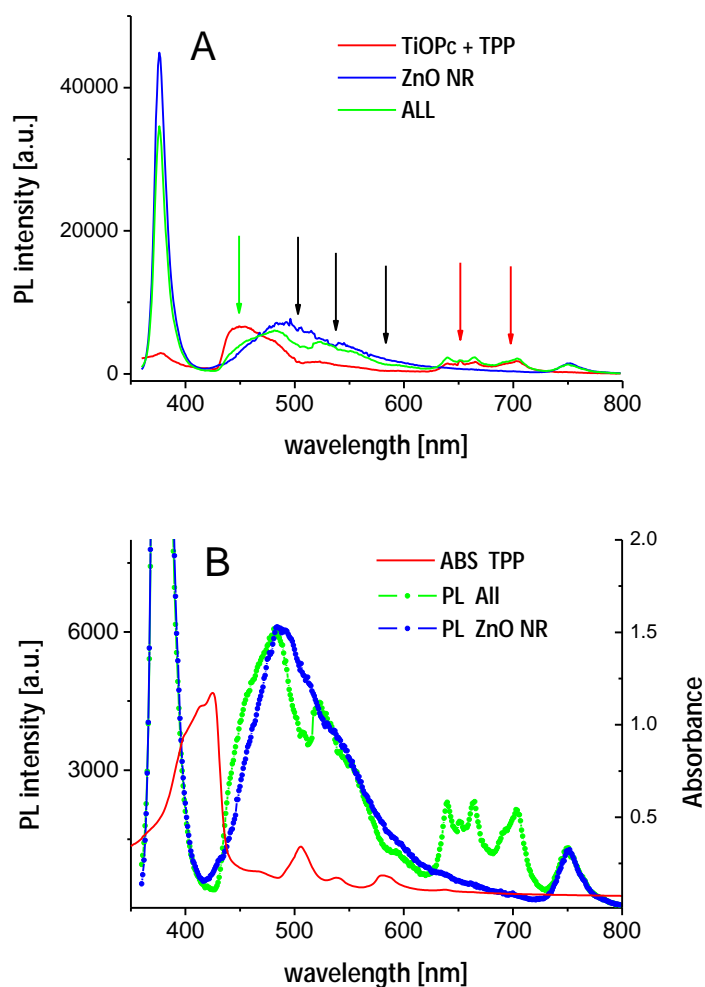 A
TiOPc + TPP
ZnO NR
ALL
PL intensity [a.u.]
40000
20000
0
400 500 600 700 800
wavelength [nm]
B
ABS TPP
PL All
PL ZnO NR
PL intensity [a.u.]
6000
3000
2.0
1.5
1.0
0.5
0.0
Absorbance
400 500 600 700 800
wavelength [nm]